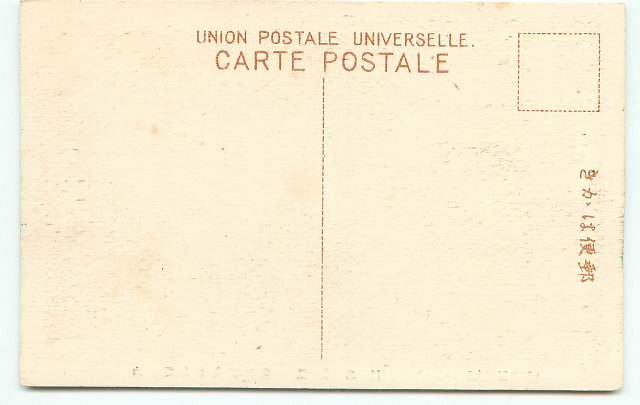 UNION POSTALE UNIVERSELLE.
CARTE POSTALE
郵便はかき